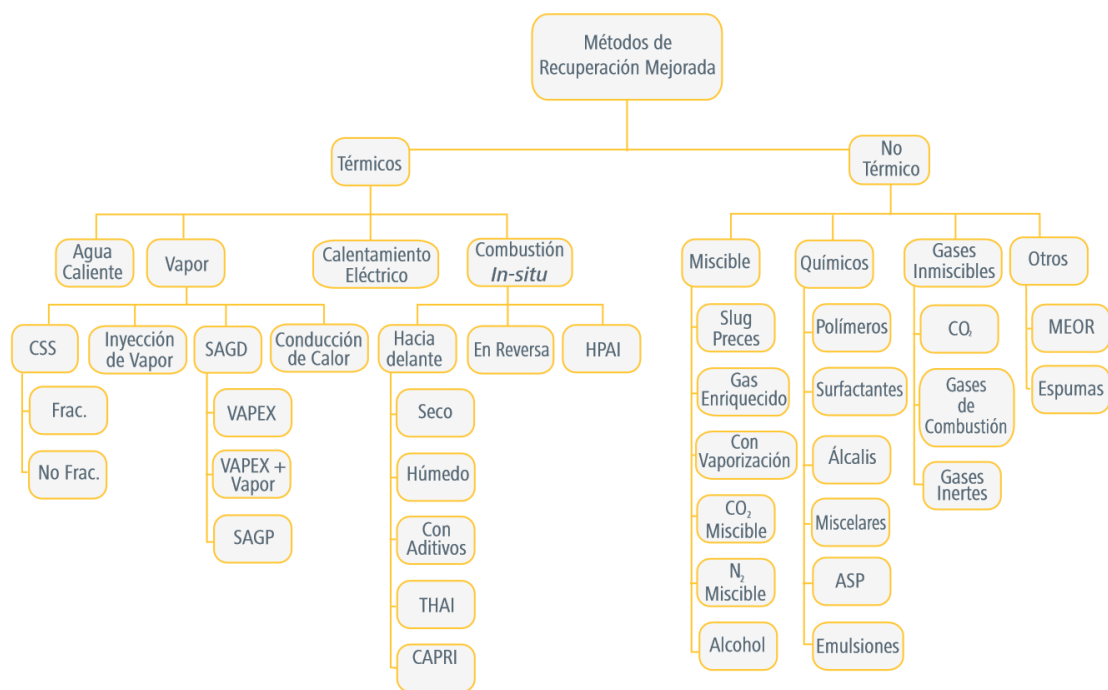 Métodos de
Recuperación Mejorada
Térmicos
No
Térmico
Agua
Caliente
Vapor
Calentamiento
Eléctrico
Combustión
In-situ
Miscible
Químicos
Gases
Inmiscibles
Otros
CSS
Inyección
de Vapor
SAGD
Conducción
de Calor
Hacia
delante
En Reversa
HPAI
Frac.
No Frac.
VAPEX
VAPEX +
Vapor
SAGP
Seco
Húmedo
Con
Aditivos
THAI
CAPRI
Slug
Preces
Gas
Enriquecido
Con
Vaporización
CO₂
Miscible
N₂
Miscible
Alcohol
Polímeros
Surfactantes
Álcalis
Miscelares
ASP
Emulsiones
CO₂
Gases
de
Combustión
Gases
Inertes
MEOR
Espumas